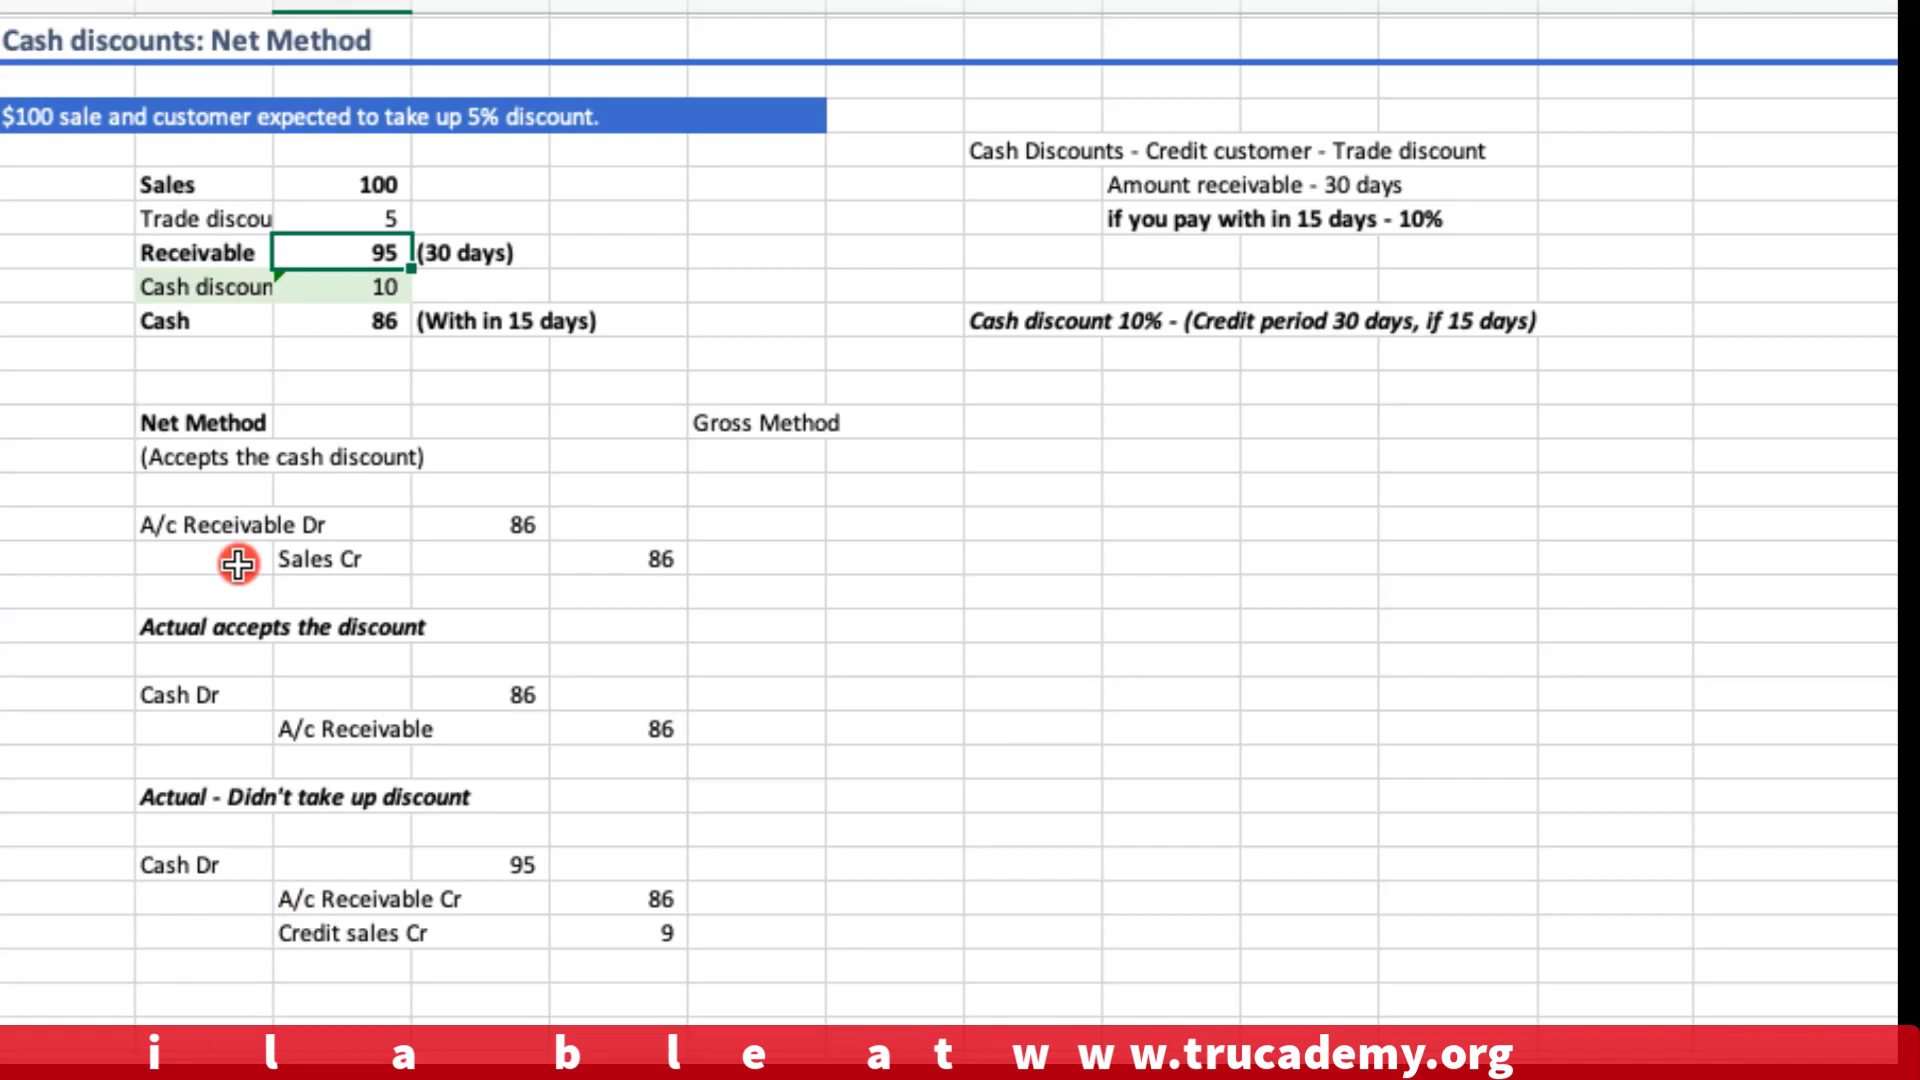 Cash discounts: Net Method
$100 sale and customer expected to take up 5% discount.
Cash Discounts - Credit customer - Trade discount
Sales 100
Amount receivable - 30 days
Trade discou 5
if you pay with in 15 days - 10%
Receivable 95 (30 days)
Cash discoun 10
Cash 86 (With in 15 days)
Cash discount 10% - (Credit period 30 days, if 15 days)
Net Method
Gross Method
(Accepts the cash discount)
A/c Receivable Dr 86
Sales Cr 86
Actual accepts the discount
Cash Dr 86
A/c Receivable 86
Actual - Didn't take up discount
Cash Dr 95
A/c Receivable Cr 86
Credit sales Cr 9
i l a b l e a t w w w.trucademy.org